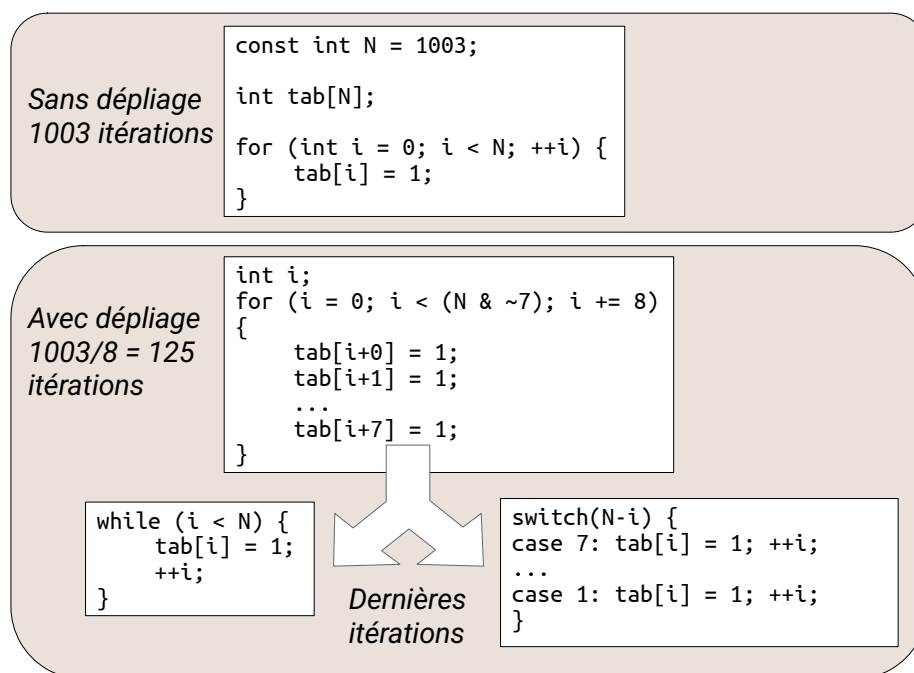 Sans dépliage
1003 itérations
const int N = 1003;
int tab[N];
for (int i = 0; i < N; ++i) {
tab[i] = 1;
}
Avec dépliage
1003/8 = 125
itérations
int i;
for (i = 0; i < (N & ~7); i += 8)
{
tab[i+0] = 1;
tab[i+1] = 1;
...
tab[i+7] = 1;
}
while (i < N) {
tab[i] = 1;
++i;
}
Dernières
itérations
switch(N-i) {
case 7: tab[i] = 1; ++i;
...
case 1: tab[i] = 1; ++i;
}